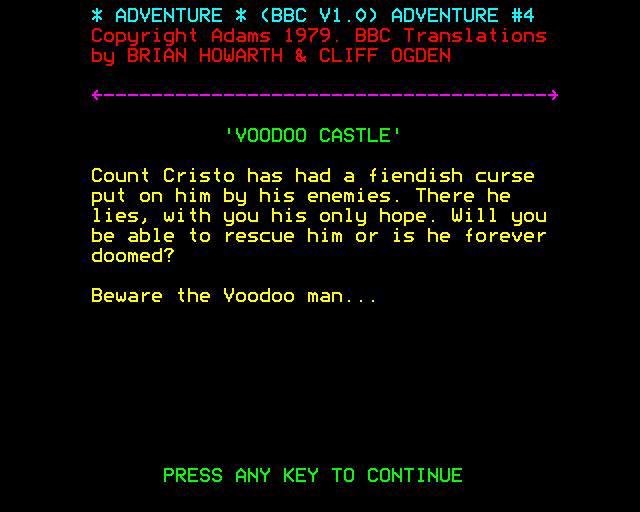 * ADVENTURE * (BBC V1.0) ADVENTURE #4
Copyright Adams 1979. BBC Translations
by BRIAN HOWARTH & CLIFF OGDEN
'VOODOO CASTLE'
Count Cristo has had a fiendish curse
put on him by his enemies. There he
lies, with you his only hope. Will you
be able to rescue him or is he forever
doomed?
Beware the Voodoo man...
PRESS ANY KEY TO CONTINUE